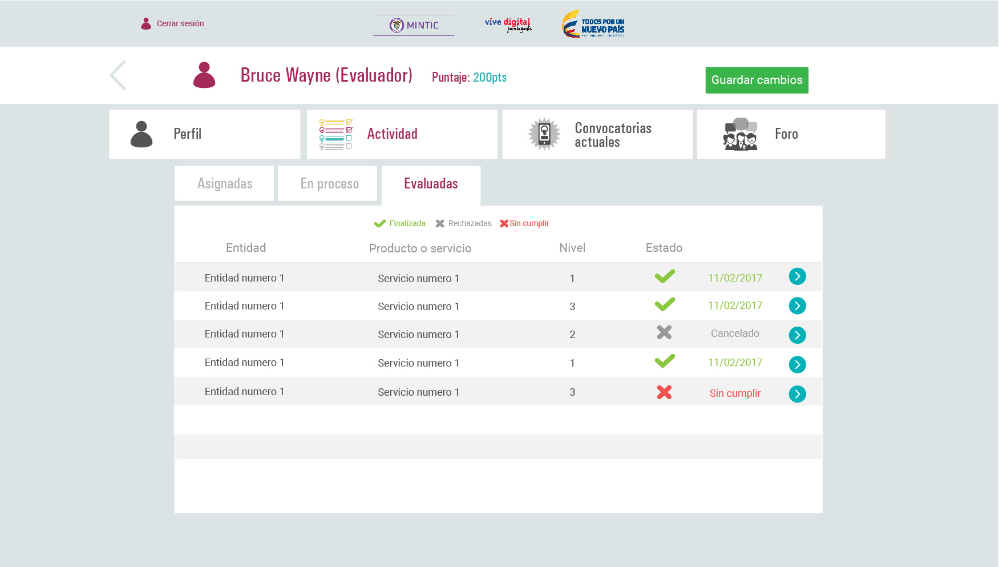 Cerrar sesión
MINTIC
vive digital
para la gente
TODOS POR UN
NUEVO PAÍS
PAZ EQUIDAD EDUCACIÓN
Bruce Wayne (Evaluador)
Puntaje: 200pts
Guardar cambios
Perfil
Actividad
Convocatorias
actuales
Foro
Asignadas
En proceso
Evaluadas
Finalizada
Rechazadas
Sin cumplir
Entidad Producto o servicio Nivel Estado
Entidad numero 1 Servicio numero 1 1 11/02/2017
Entidad numero 1 Servicio numero 1 3 11/02/2017
Entidad numero 1 Servicio numero 1 2 Cancelado
Entidad numero 1 Servicio numero 1 1 11/02/2017
Entidad numero 1 Servicio numero 1 3 Sin cumplir